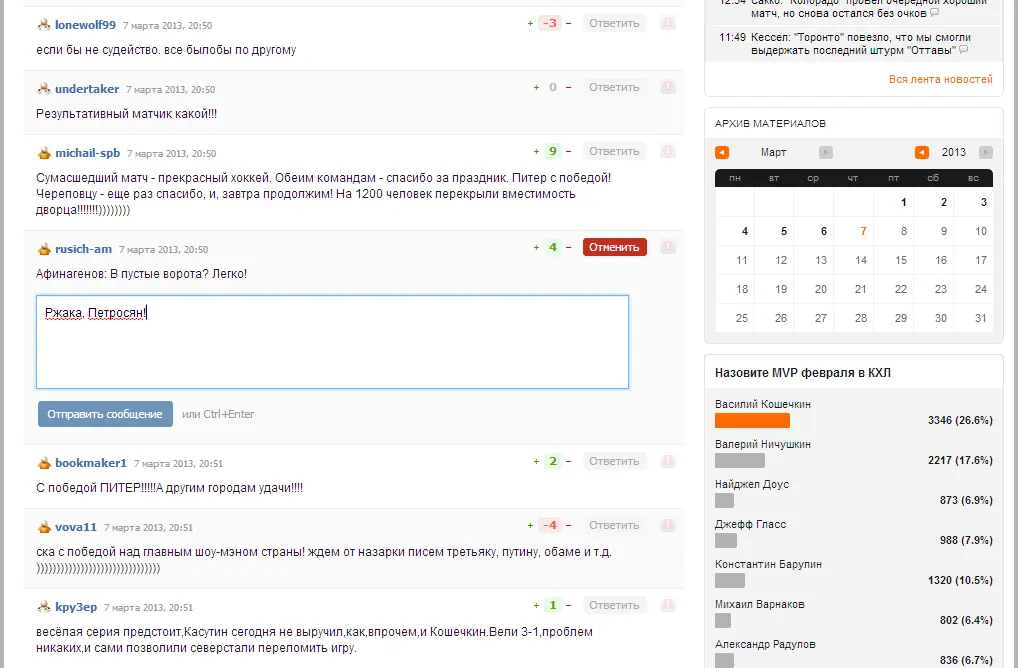 lonewolf99 7 марта 2013, 20:50 + -3 - Ответить
если бы не судейство. все былобы по другому
undertaker 7 марта 2013, 20:50 + 0 - Ответить
Результативный матчик какой!!!
michail-spb 7 марта 2013, 20:50 + 9 - Ответить
Сумасшедший матч - прекрасный хоккей. Обеим командам - спасибо за праздник. Питер с победой!
Череповцу - еще раз спасибо, и, завтра продолжим! На 1200 человек перекрыли вместимость
дворца!!!!!!!))))))))
rusich-am 7 марта 2013, 20:50 + 4 - Отменить
Афинагенов: В пустые ворота? Легко!
Ржака, Петросян!
Отправить сообщение или Ctrl+Enter
bookmaker1 7 марта 2013, 20:51 + 2 - Ответить
С победой ПИТЕР!!!!!А другим городам удачи!!!!
vova11 7 марта 2013, 20:51 + -4 - Ответить
ска с победой над главным шоу-мэном страны! ждем от назарки писем третьяку, путину, обаме и т.д.
)))))))))))))))))))))))))))))))
kpy3ep 7 марта 2013, 20:51 + 1 - Ответить
весёлая серия предстоит,Касутин сегодня не выручил,как,впрочем,и Кошечкин.Вели 3-1,проблем
никаких,и сами позволили северстали переломить игру.
12:54 Сакко: "Колорадо" провел очередной хороший
матч, но снова остался без очков
11:49 Кессел: "Торонто" повезло, что мы смогли
выдержать последний штурм "Оттавы"
Вся лента новостей
АРХИВ МАТЕРИАЛОВ
Март 2013
пн вт ср чт пт сб вс
1 2 3
4 5 6 7 8 9 10
11 12 13 14 15 16 17
18 19 20 21 22 23 24
25 26 27 28 29 30 31
Назовите MVP февраля в КХЛ
Василий Кошечкин
3346 (26.6%)
Валерий Ничушкин
2217 (17.6%)
Найджел Доус
873 (6.9%)
Джефф Гласс
988 (7.9%)
Константин Барулин
1320 (10.5%)
Михаил Варнаков
802 (6.4%)
Александр Радулов
836 (6.7%)